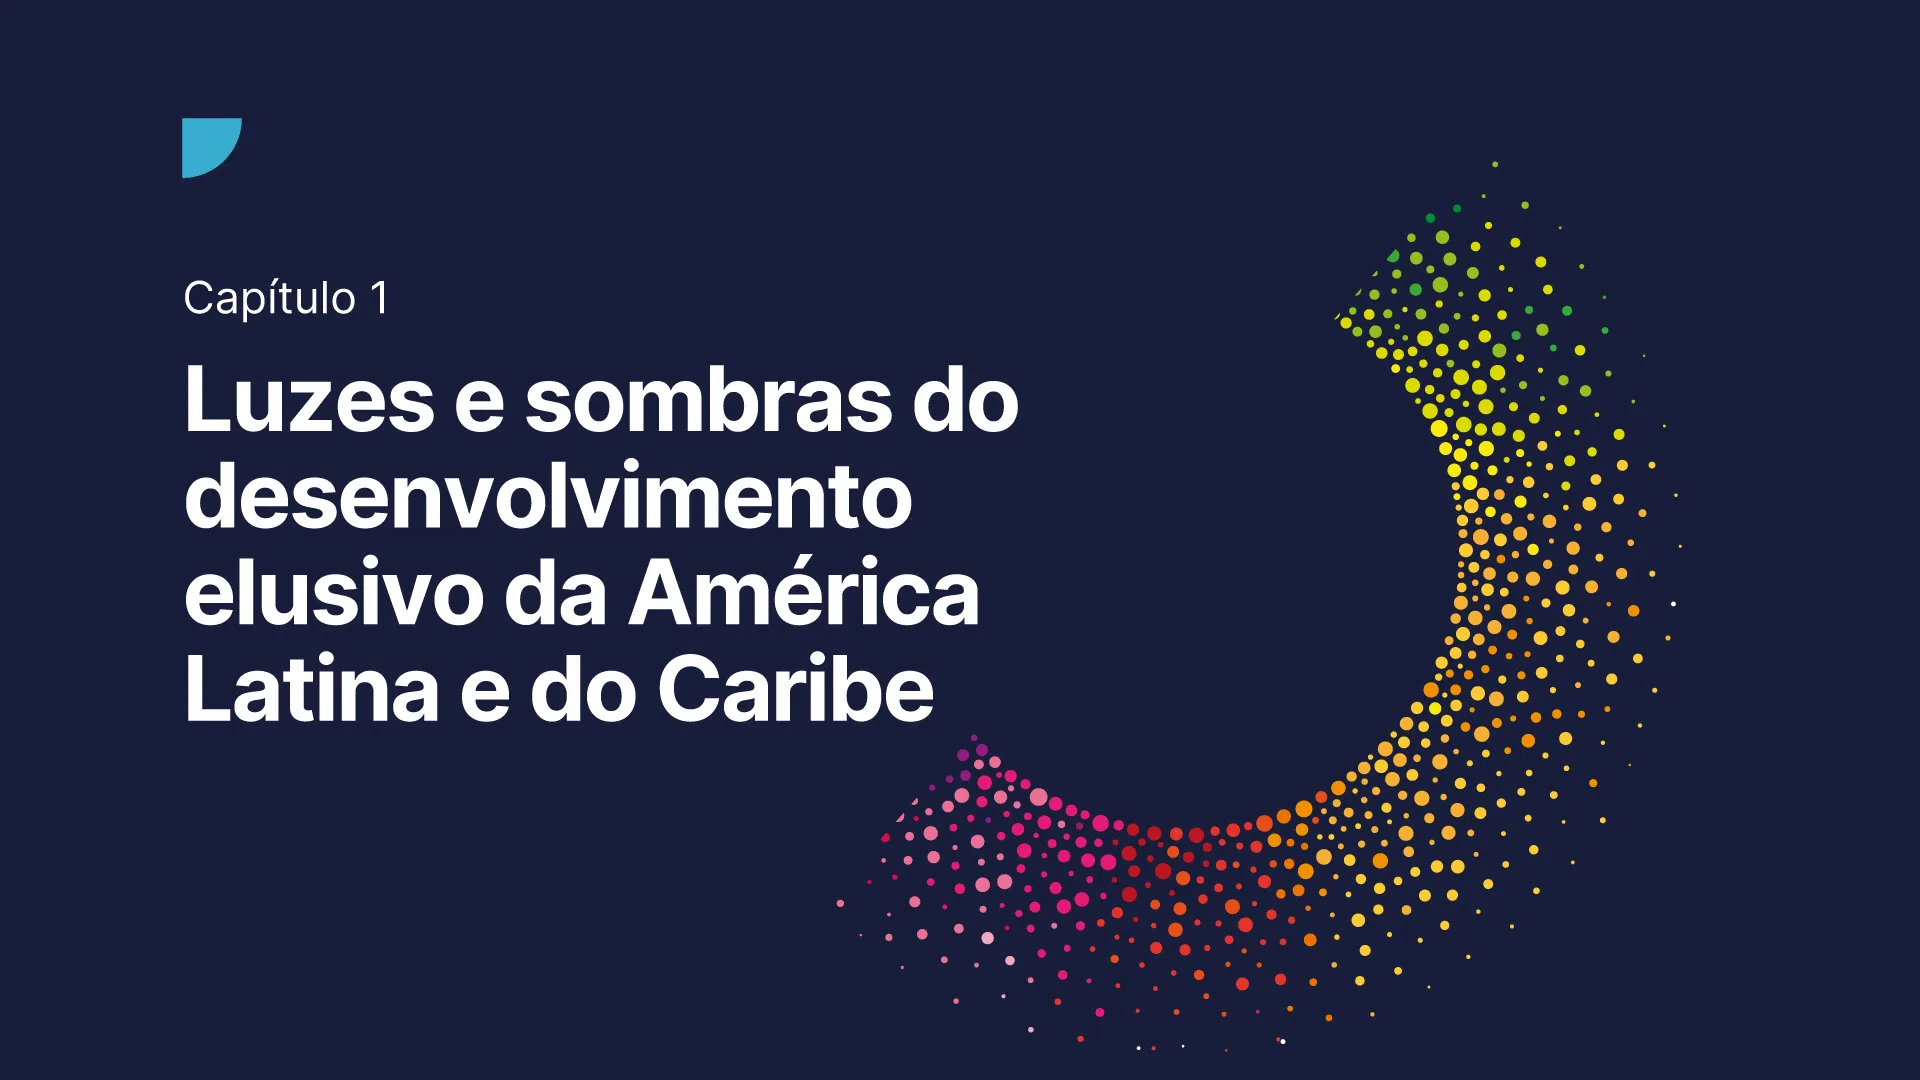 Capítulo 1
Luzes e sombras do
desenvolvimento
elusivo da América
Latina e do Caribe